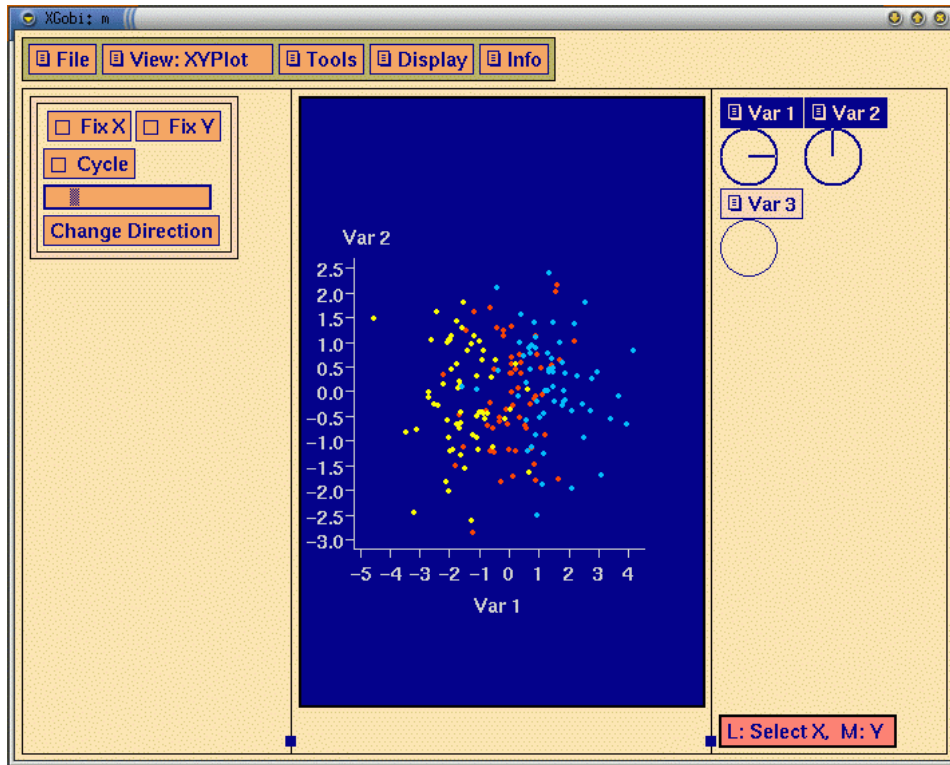 XGobi: m
File View: XYPlot Tools Display Info
Fix X Fix Y
Cycle
Change Direction
Var 1 Var 2
Var 3
Var 2
2.5
2.0
1.5
1.0
0.5
0.0
−0.5
−1.0
−1.5
−2.0
−2.5
−3.0
−5 −4 −3 −2 −1 0 1 2 3 4
Var 1
L: Select X, M: Y